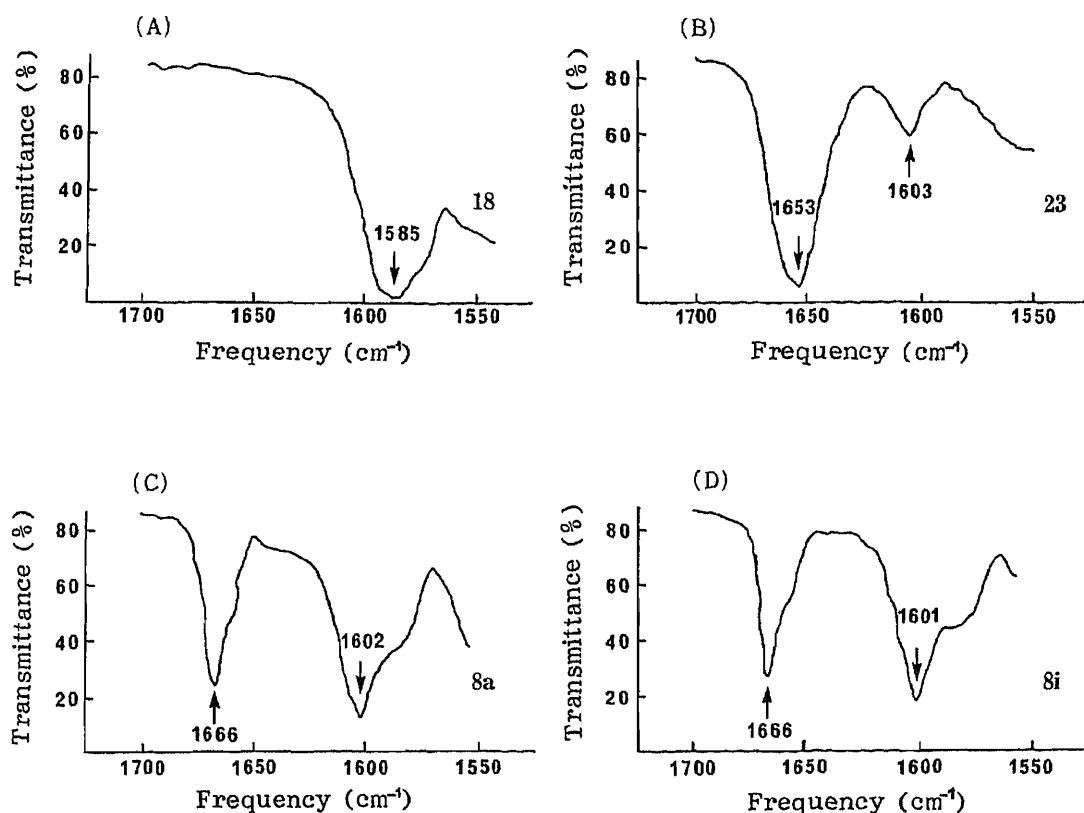 (A)
Transmittance (%)
80
60
40
20
1585
18
1700 1650 1600 1550
Frequency (cm⁻¹)
(B)
Transmittance (%)
80
60
40
20
1653
1603
23
1700 1650 1600 1550
Frequency (cm⁻¹)
(C)
Transmittance (%)
80
60
40
20
1602
1666
8a
1700 1650 1600 1550
Frequency (cm⁻¹)
(D)
Transmittance (%)
80
60
40
20
1601
1666
8i
1700 1650 1600 1550
Frequency (cm⁻¹)